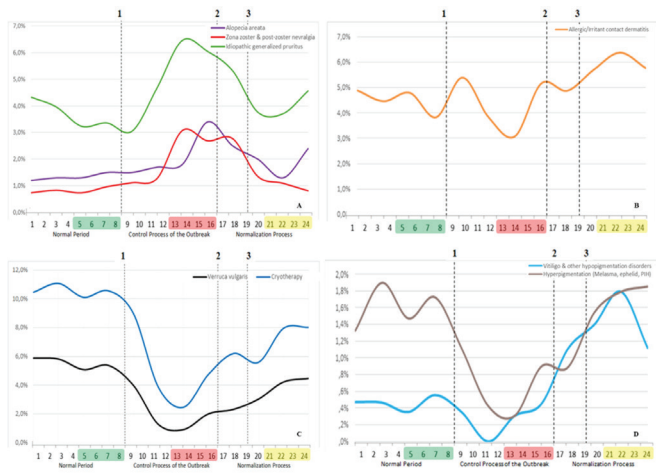 1 2 3
7,0%
Alopecia areata
Zona zoster & post-zoster nevralgia
Idiopathic generalized pruritus
6,0%
5,0%
4,0%
3,0%
2,0%
1,0%
0,0%
A
1 2 3 4 5 6 7 8 9 10 11 12 13 14 15 16 17 18 19 20 21 22 23 24
Normal Period Control Process of the Outbreak Normalization Process
1 2 3
7,0%
Allergic/Irritant contact dermatitis
6,0%
5,0%
4,0%
3,0%
2,0%
1,0%
,0%
B
1 2 3 4 5 6 7 8 9 10 11 12 13 14 15 16 17 18 19 20 21 22 23 24
1 2 3
12,0%
Verruca vulgaris
Cryotherapy
10,0%
8,0%
6,0%
4,0%
2,0%
,0%
C
1 2 3 4 5 6 7 8 9 10 11 12 13 14 15 16 17 18 19 20 21 22 23 24
Normal Period Control Process of the Outbreak Normalization Process
1 2 3
Vitiligo & other hypopigmentation disorders
Hyperpigmentation (Melasma, ephelid, PIH)
1,8%
1,6%
1,4%
1,2%
1,0%
,8%
,6%
,4%
,2%
,0%
D
1 2 3 4 5 6 7 8 9 10 11 12 13 14 15 16 17 18 19 20 21 22 23 24
Normal Period Control Process of the Outbreak Normalization Process